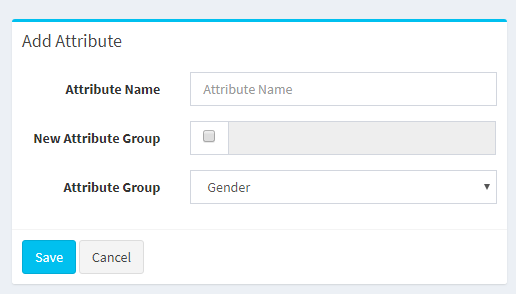 Add Attribute
Attribute Name Attribute Name
New Attribute Group
Attribute Group Gender
Save Cancel